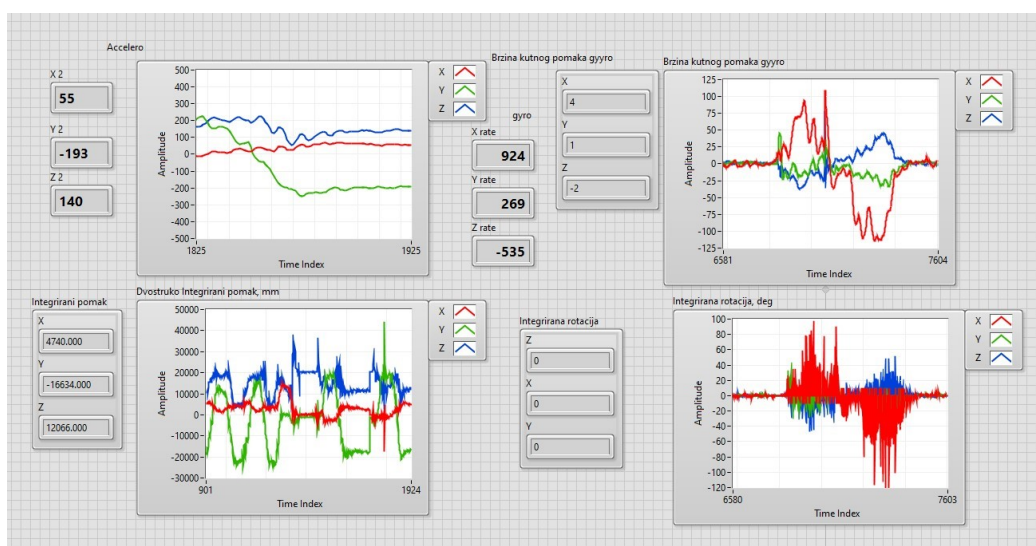 Accelero
X 2
55
Y 2
-193
Z 2
140
500
400
300
200
100
0
-100
-200
-300
-400
-500
Amplitude
1825
1925
Time Index
X
Y
Z
Brzina kutnog pomaka gyyro
X
4
Y
1
Z
-2
gyro
X rate
924
Y rate
269
Z rate
-535
Brzina kutnog pomaka gyyro
125
100
75
50
25
0
-25
-50
-75
-100
-125
Amplitude
6581
7604
Time Index
X
Y
Z
Integrirani pomak
X
4740.000
Y
-16634.000
Z
12066.000
Dvostruko Integrirani pomak, mm
50000
40000
30000
20000
10000
0
-10000
-20000
-30000
Amplitude
901
1924
Time Index
X
Y
Z
Integrirana rotacija
Z
0
X
0
Y
0
Integrirana rotacija, deg
100
80
60
40
20
0
-20
-40
-60
-80
-100
-120
Amplitude
6580
7603
Time Index
X
Y
Z